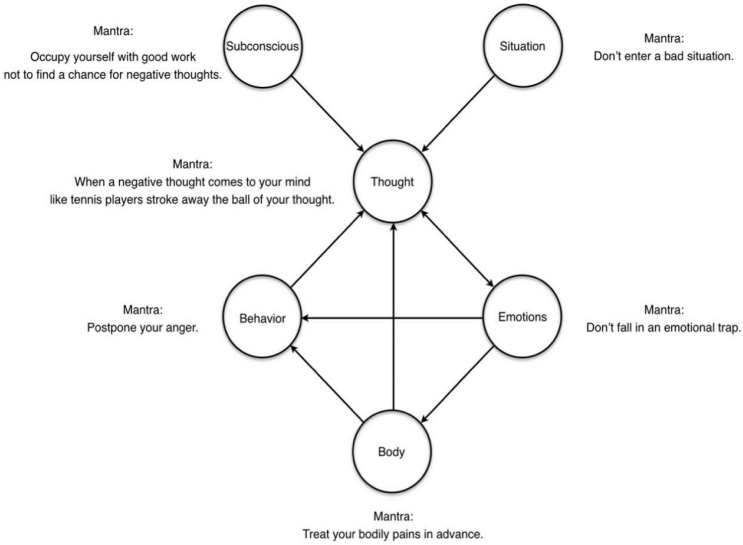 Mantra:
Occupy yourself with good work
not to find a chance for negative thoughts.
Subconscious
Situation
Mantra:
Don't enter a bad situation.
Mantra:
When a negative thought comes to your mind
like tennis players stroke away the ball of your thought.
Thought
Mantra:
Postpone your anger.
Behavior
Emotions
Mantra:
Don't fall in an emotional trap.
Body
Mantra:
Treat your bodily pains in advance.